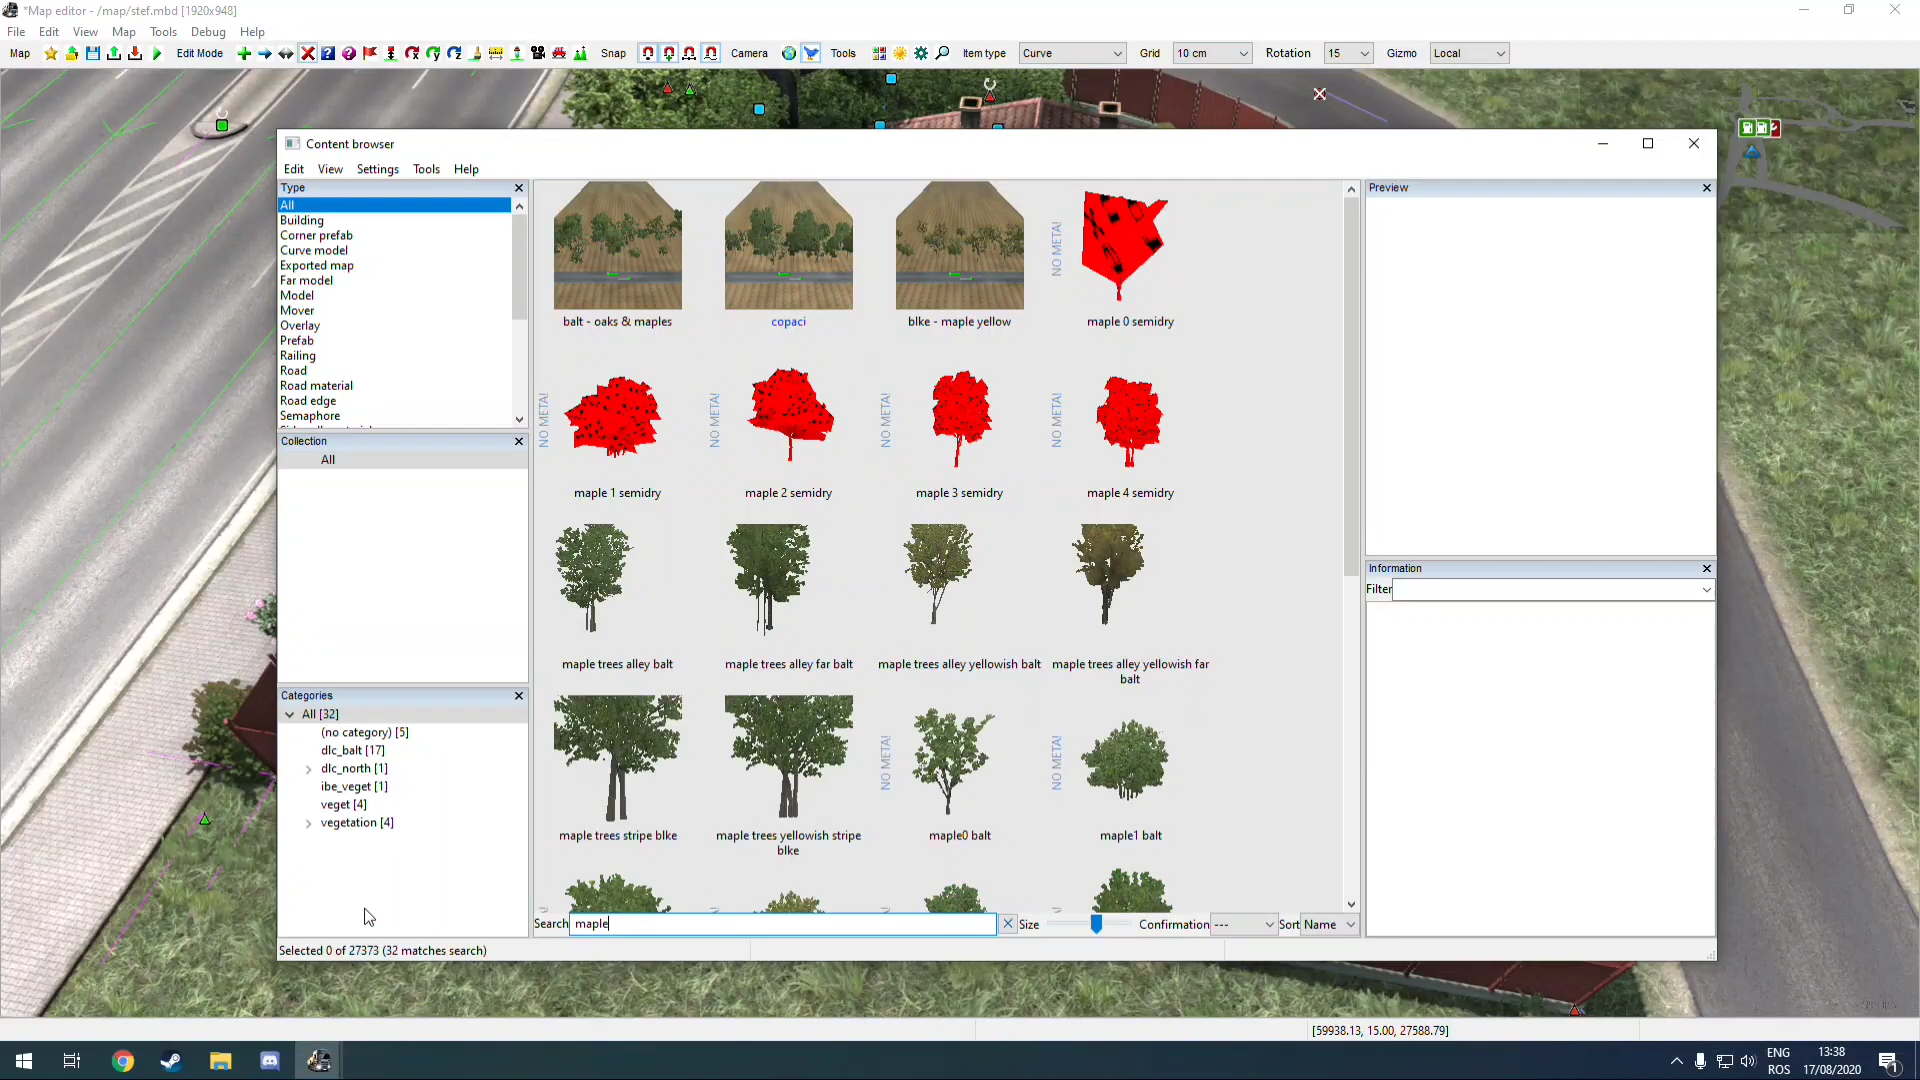 *Map editor - /map/stef.mbd [1920x948]
File Edit View Map Tools Debug Help
Map Edit Mode Snap Camera Tools Item type Curve Grid 10 cm Rotation 15 Gizmo Local
Content browser
Edit View Settings Tools Help
Type
All
Building
Corner prefab
Curve model
Exported map
Far model
Model
Mover
Overlay
Prefab
Railing
Road
Road material
Road edge
Semaphore
Collection
All
Categories
All [32]
(no category) [5]
dlc_balt [17]
dlc_north [1]
ibe_veget [1]
veget [4]
vegetation [4]
NO META!
balt - oaks & maples copaci blke - maple yellow maple 0 semidry
NO META! NO META! NO META! NO META!
maple 1 semidry maple 2 semidry maple 3 semidry maple 4 semidry
maple trees alley balt maple trees alley far balt maple trees alley yellowish balt maple trees alley yellowish far
balt
NO META! NO META!
maple trees stripe blke maple trees yellowish stripe maple0 balt maple1 balt
blke
Search maple Size Confirmation --- Sort Name
Preview
Information
Filter
Selected 0 of 27373 (32 matches search)
[59938.13, 15.00, 27588.79]
ENG
ROS
13:38
17/08/2020
1